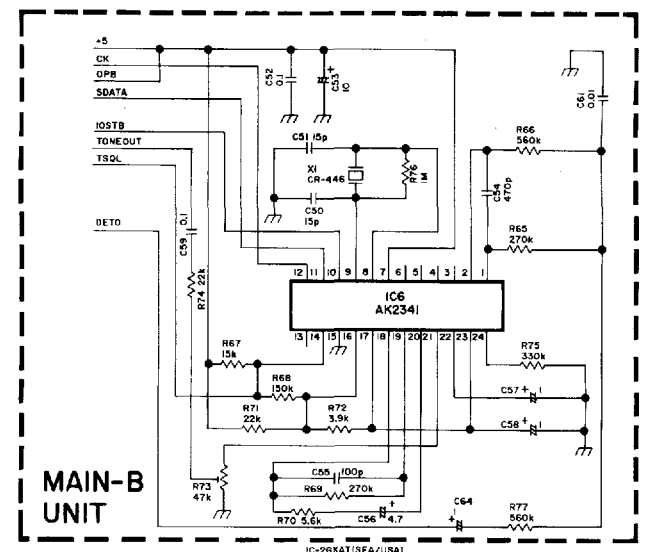 +5
CK
OPB
SDATA
IOSTB
TONEOUT
TSQL
DETO
C52
0.1
C53
10
C61
0.01
C51 15p
X1
CR-446
R76
1M
C50
15p
R66
560k
C54
470p
R65
270k
C59 0.1
R74 22k
12 11 10 9 8 7 6 5 4 3 2 1
IC6
AK2341
13 14 15 16 17 18 19 20 21 22 23 24
R67
15k
R68
150k
R71
22k
R72
3.9k
R75
330k
C57 + 1
C58 + 1
R73
47k
C55 100p
R69 270k
R70 5.6k
C56 + 4.7
C64
+
R77
560k
MAIN-B
UNIT